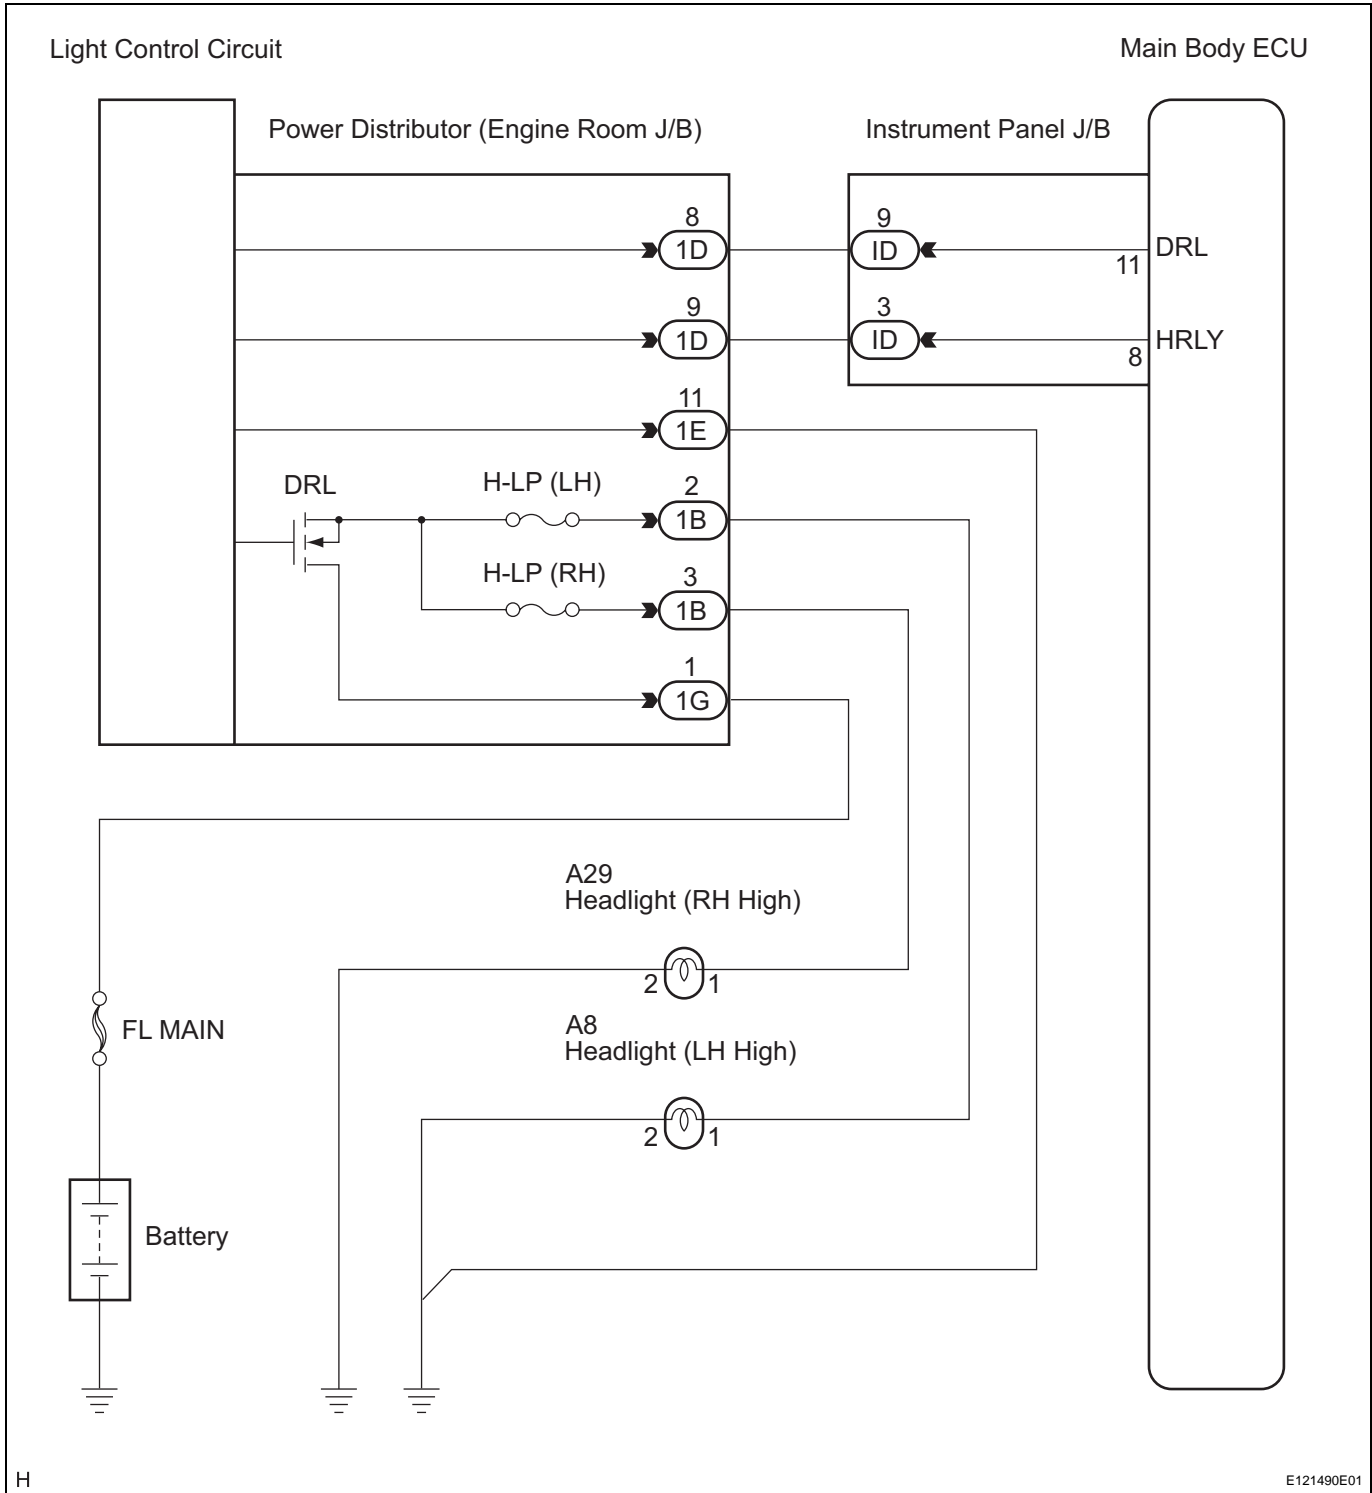 Light Control Circuit
Main Body ECU
Power Distributor (Engine Room J/B)
Instrument Panel J/B
8
1D
9
ID
11
DRL
9
1D
3
ID
8
HRLY
11
1E
DRL
H-LP (LH)
2
1B
H-LP (RH)
3
1B
1
1G
A29
Headlight (RH High)
2
1
FL MAIN
A8
Headlight (LH High)
2
1
Battery
H
E121490E01